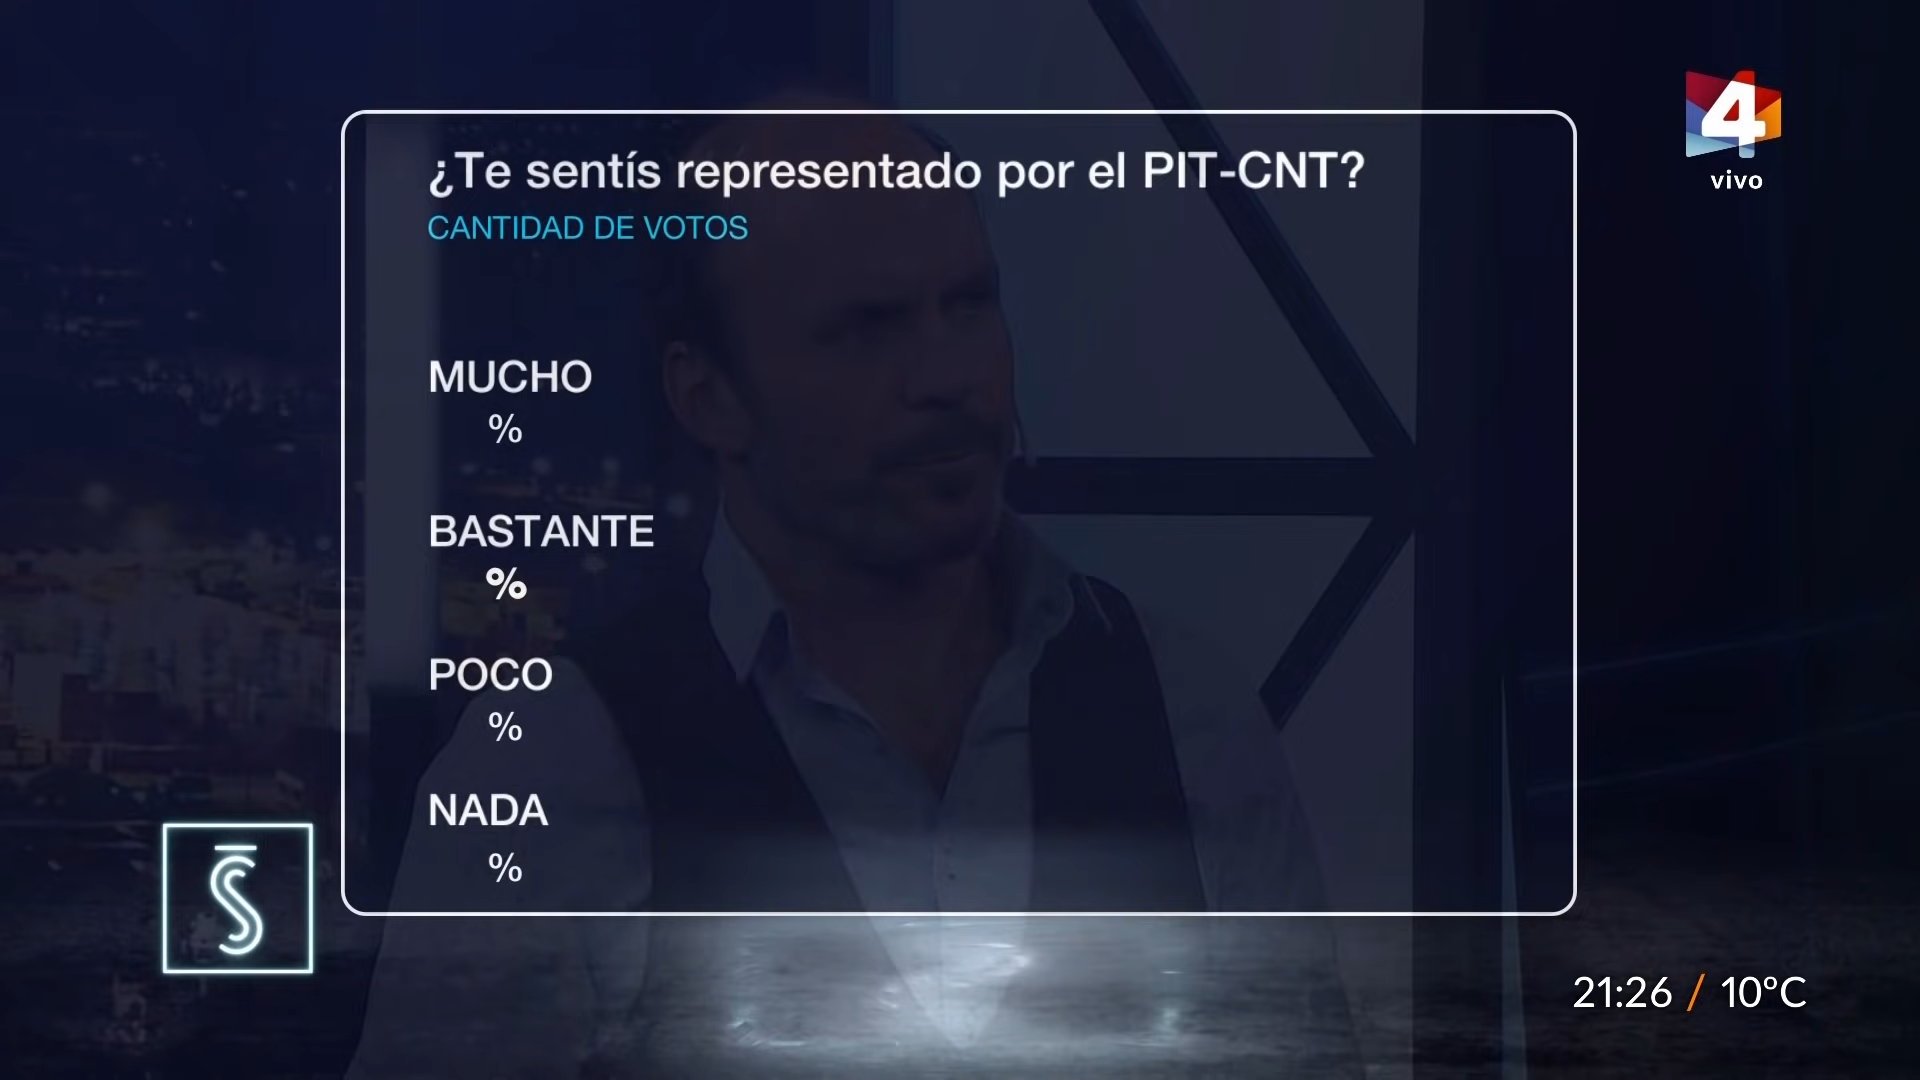 ¿Te sentís representado por el PIT-CNT?
CANTIDAD DE VOTOS
MUCHO
%
BASTANTE
%
POCO
%
NADA
%
4
vivo
S
21:26 / 10°C